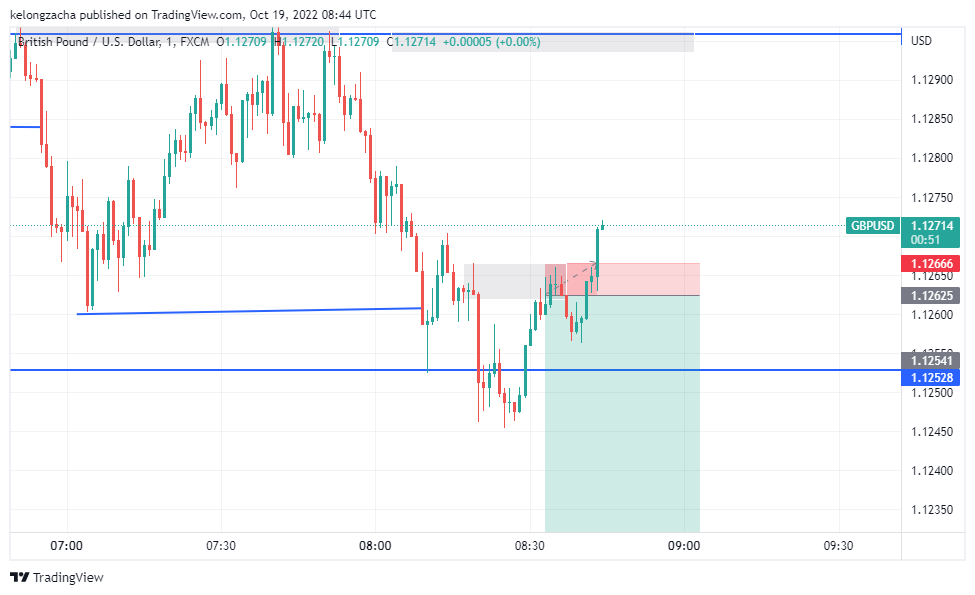 kelongzacha published on TradingView.com, Oct 19, 2022 08:44 UTC
British Pound / U.S. Dollar, 1, FXCM O1.12709 H1.12720 L1.12709 C1.12714 +0.00005 (+0.00%)
USD
1.12900
1.12850
1.12800
1.12750
GBPUSD 1.12714
00:51
1.12666
1.12650
1.12625
1.12600
1.12550
1.12541
1.12528
1.12500
1.12450
1.12400
1.12350
07:00 07:30 08:00 08:30 09:00 09:30
TradingView